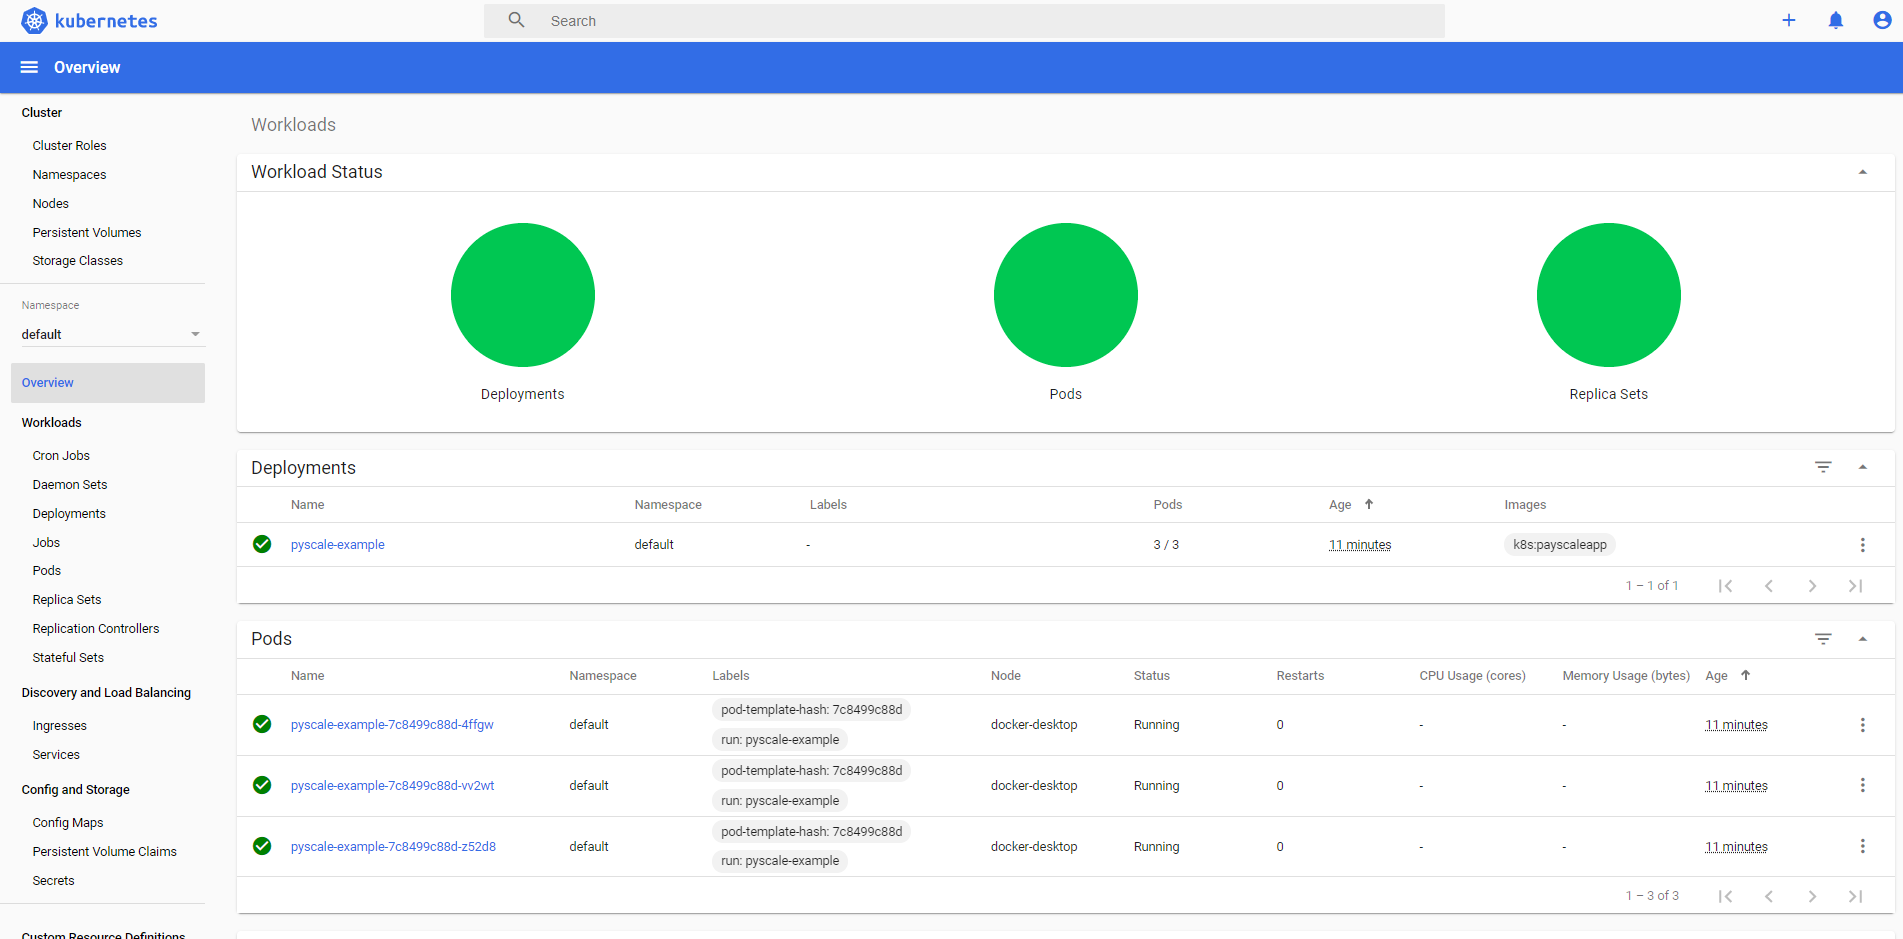 kubernetes
Search
Overview
Cluster
Cluster Roles
Namespaces
Nodes
Persistent Volumes
Storage Classes
Namespace
default
Overview
Workloads
Cron Jobs
Daemon Sets
Deployments
Jobs
Pods
Replica Sets
Replication Controllers
Stateful Sets
Discovery and Load Balancing
Ingresses
Services
Config and Storage
Config Maps
Persistent Volume Claims
Secrets
Custom Resource Definitions
Workloads
Workload Status
Deployments Pods Replica Sets
Deployments
Name Namespace Labels Pods Age Images
pyscale-example default - 3 / 3 11 minutes k8s:payscaleapp
1 – 1 of 1
Pods
Name Namespace Labels Node Status Restarts CPU Usage (cores) Memory Usage (bytes) Age
pod-template-hash: 7c8499c88d
pyscale-example-7c8499c88d-4ffgw default docker-desktop Running 0 - - 11 minutes
run: pyscale-example
pod-template-hash: 7c8499c88d
pyscale-example-7c8499c88d-vv2wt default docker-desktop Running 0 - - 11 minutes
run: pyscale-example
pod-template-hash: 7c8499c88d
pyscale-example-7c8499c88d-z52d8 default docker-desktop Running 0 - - 11 minutes
run: pyscale-example
1 – 3 of 3